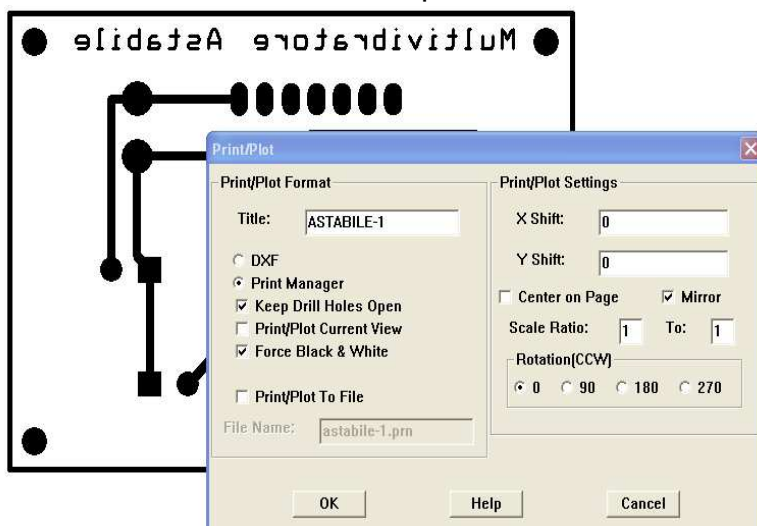 Multivibratore Astabile
Print/Plot
Print/Plot Format
Title: ASTABILE-1
DXF
Print Manager
Keep Drill Holes Open
Print/Plot Current View
Force Black & White
Print/Plot To File
File Name: astabile-1.prn
Print/Plot Settings
X Shift: 0
Y Shift: 0
Center on Page Mirror
Scale Ratio: 1 To: 1
Rotation(CCW)
0 90 180 270
OK Help Cancel